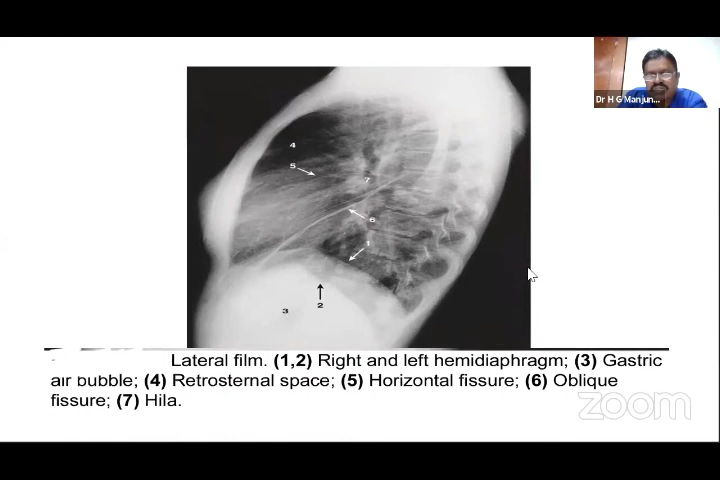 Dr H G Manjun...
4
5
7
6
1
2
3
Lateral film. (1,2) Right and left hemidiaphragm; (3) Gastric
air bubble; (4) Retrosternal space; (5) Horizontal fissure; (6) Oblique
fissure; (7) Hila.
zoom